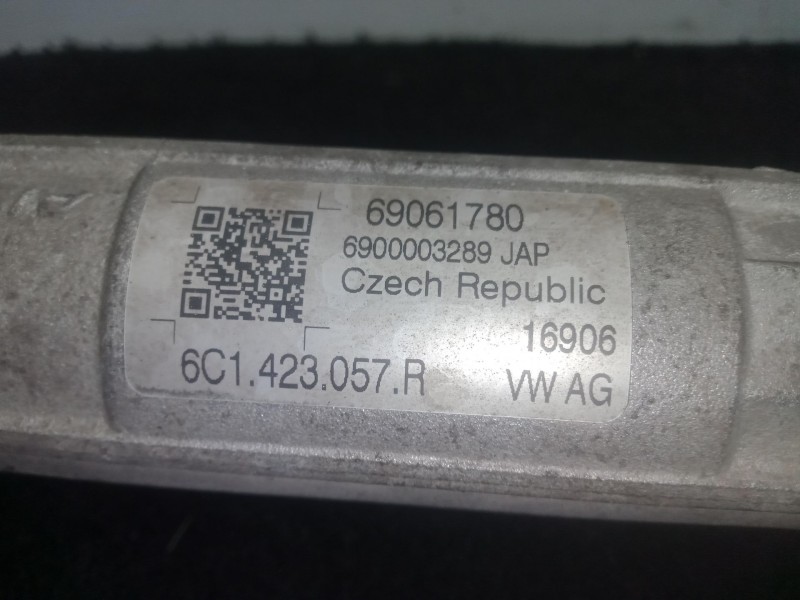 69061780
6900003289 JAP
Czech Republic
16906
6C1.423.057.R VW AG